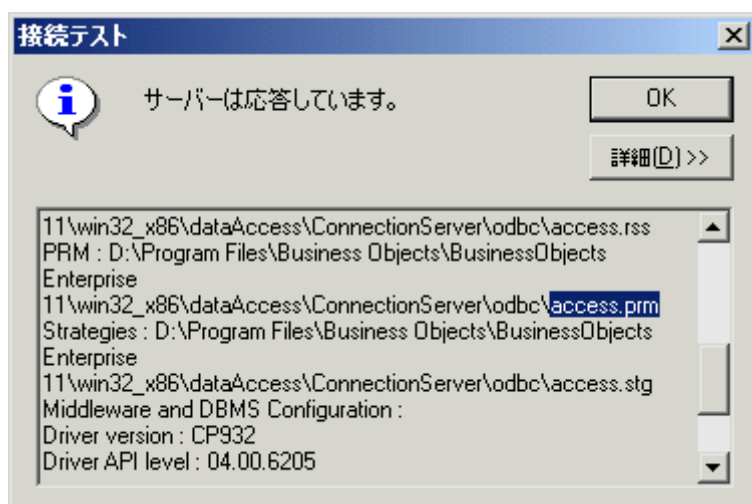 接続テスト
サーバーは応答しています。
OK
詳細(D) >>
11\win32_x86\dataAccess\ConnectionServer\odbc\access.rss
PRM : D:\Program Files\Business Objects\BusinessObjects
Enterprise
11\win32_x86\dataAccess\ConnectionServer\odbc\access.prm
Strategies : D:\Program Files\Business Objects\BusinessObjects
Enterprise
11\win32_x86\dataAccess\ConnectionServer\odbc\access.stg
Middleware and DBMS Configuration :
Driver version : CP932
Driver API level : 04.00.6205